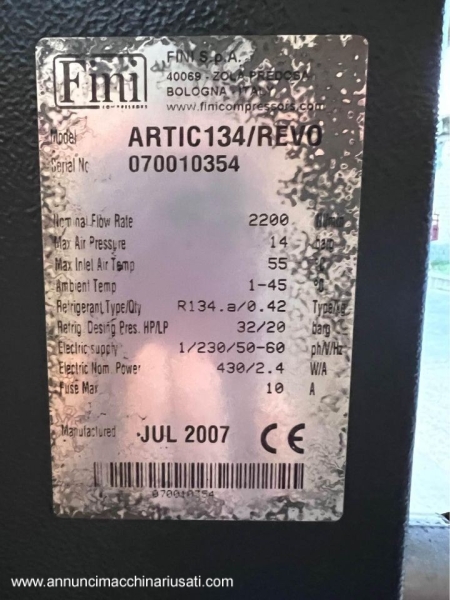 Fini
COMPRESSORS
FINI S.p.A.
40069 - ZOLA PREDOSA
BOLOGNA - ITALY
www.finicompressors.com
Model ARTIC134/REVO
Serial No 070010354
Nominal Flow Rate 2200
Max Air Pressure 14 barg
Max Inlet Air Temp 55 °C
Ambient Temp 1-45 °C
Refrigerant Type/Qty R134.a/0.42 Type/kg
Refrig. Desing Pres. HP/LP 32/20 barg
Electric supply 1/230/50-60 ph/V/Hz
Electric Nom. Power 430/2.4 W/A
Fuse Max. 10 A
Manufactured JUL 2007 CE
070010354
www.annuncimacchinariusati.com